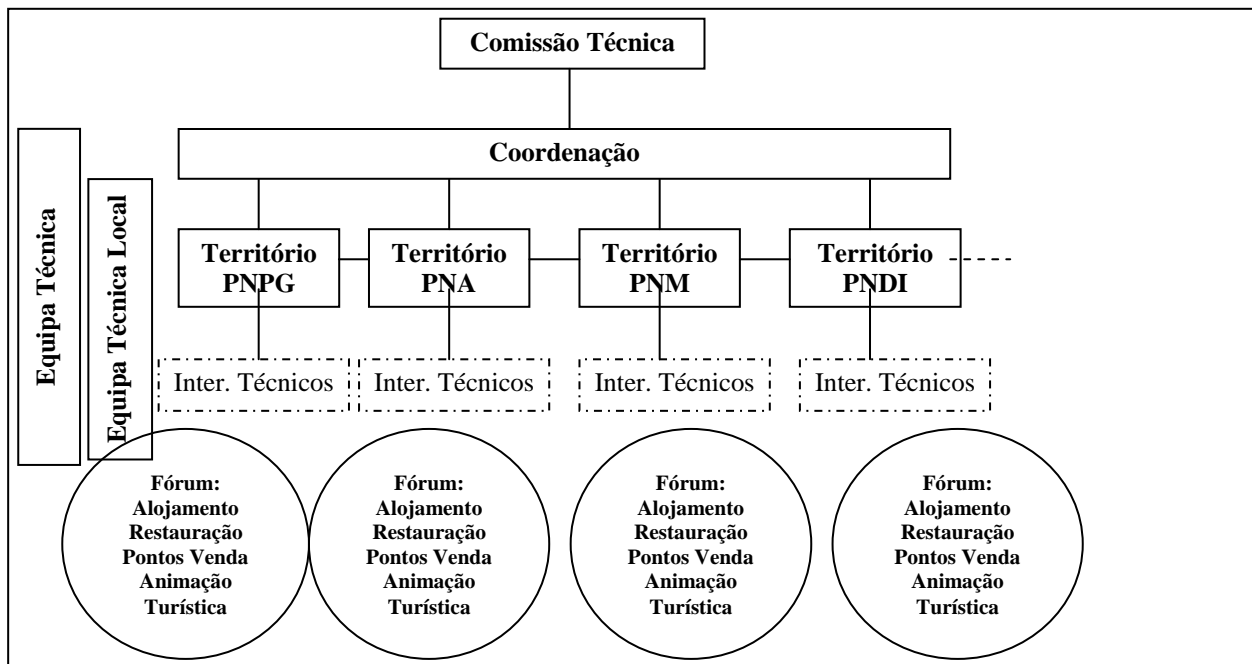 Comissão Técnica
Coordenação
Equipa Técnica
Equipa Técnica Local
Território
PNPG
Território
PNA
Território
PNM
Território
PNDI
Inter. Técnicos
Inter. Técnicos
Inter. Técnicos
Inter. Técnicos
Fórum:
Alojamento
Restauração
Pontos Venda
Animação
Turística
Fórum:
Alojamento
Restauração
Pontos Venda
Animação
Turística
Fórum:
Alojamento
Restauração
Pontos Venda
Animação
Turística
Fórum:
Alojamento
Restauração
Pontos Venda
Animação
Turística